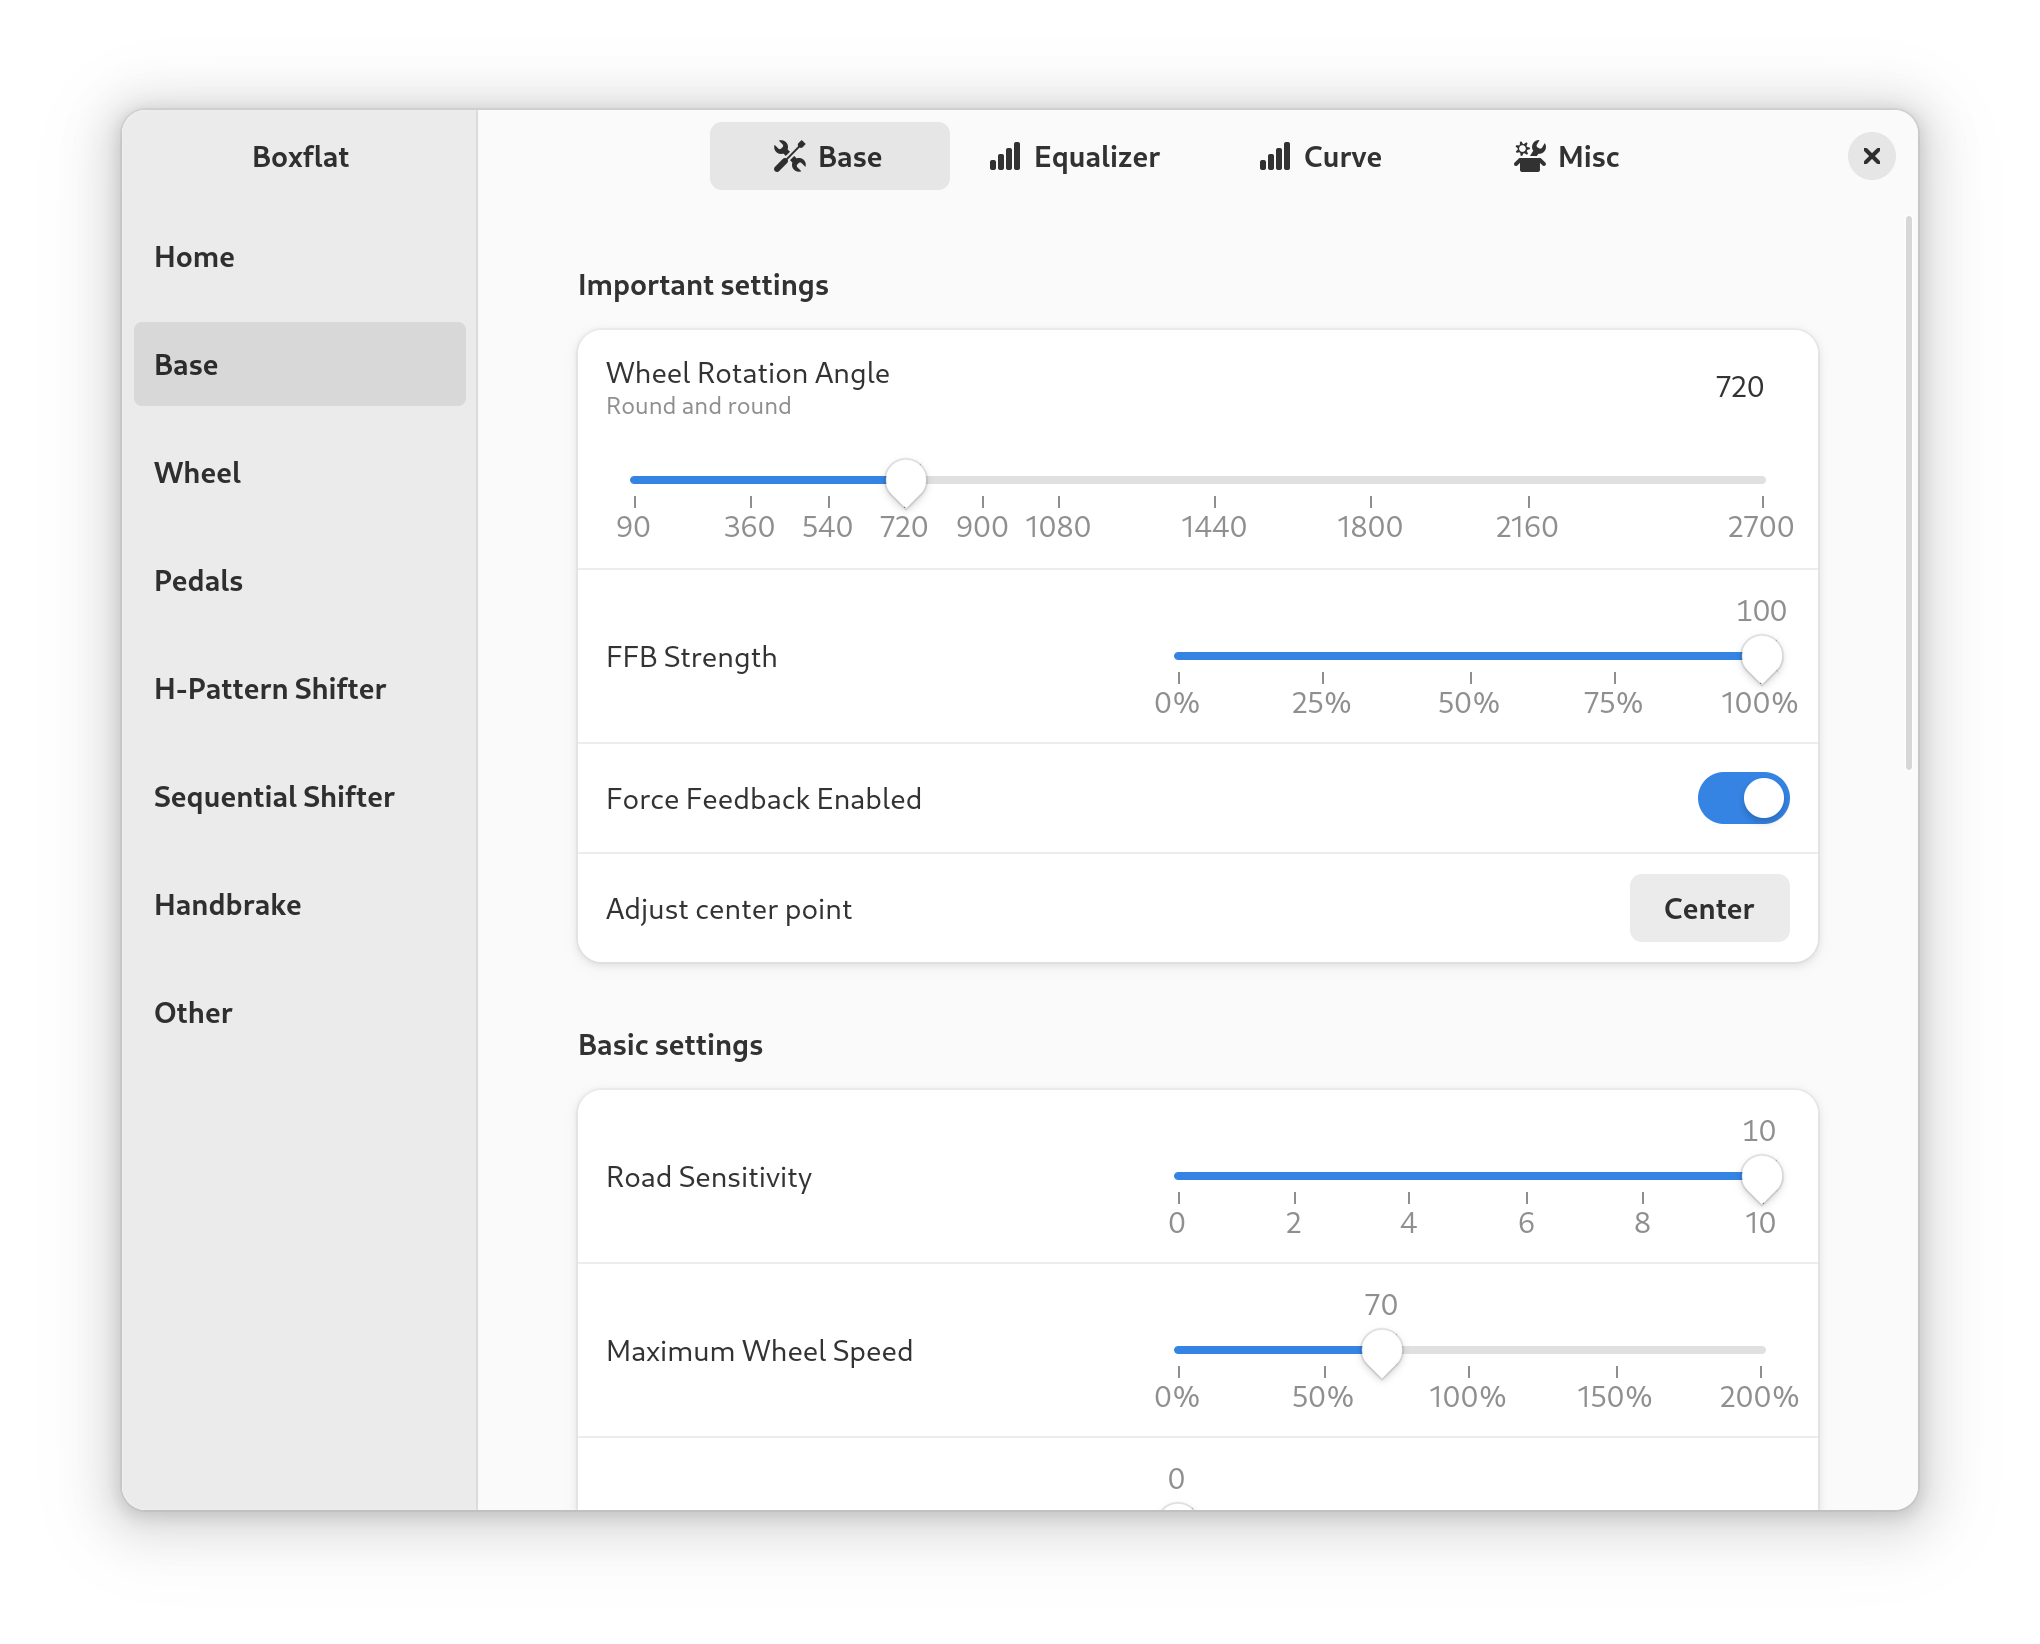 Boxflat
Base
Equalizer
Curve
Misc
Home
Base
Wheel
Pedals
H-Pattern Shifter
Sequential Shifter
Handbrake
Other
Important settings
Wheel Rotation Angle
Round and round
720
90 360 540 720 900 1080 1440 1800 2160 2700
100
FFB Strength
0% 25% 50% 75% 100%
Force Feedback Enabled
Adjust center point
Center
Basic settings
10
Road Sensitivity
0 2 4 6 8 10
70
Maximum Wheel Speed
0% 50% 100% 150% 200%
0